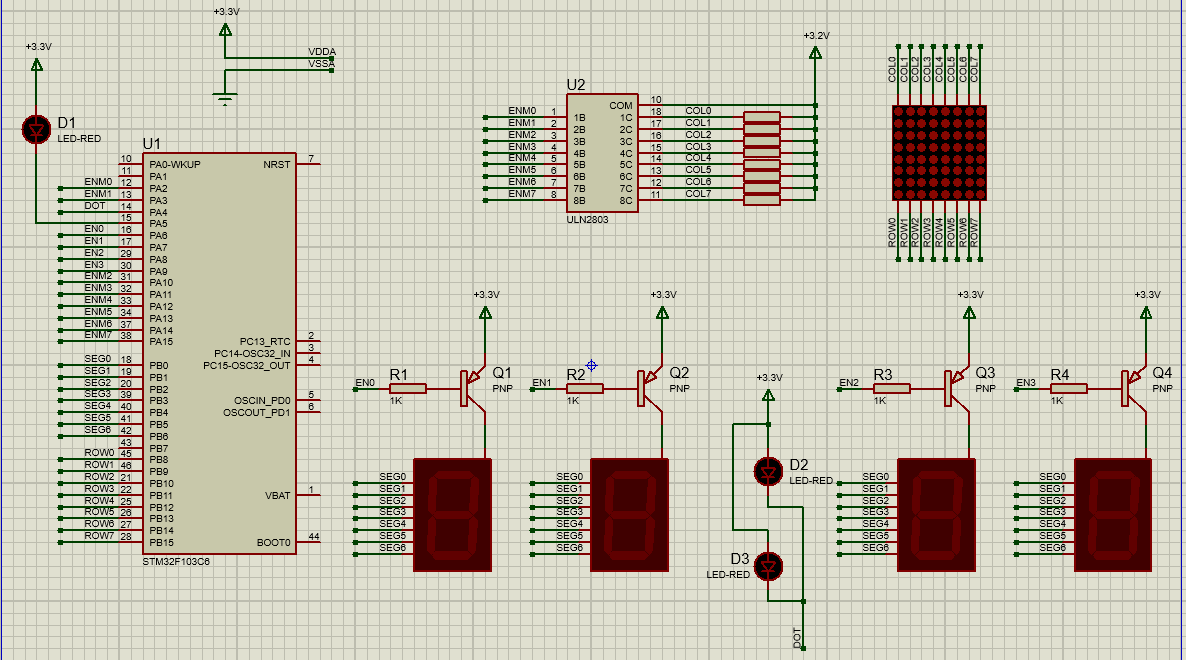 +3.3V
+3.3V
VDDA
VSSA
D1
LED-RED
U1
10 PA0-WKUP NRST 7
11 PA1
ENM0 12 PA2
ENM1 13 PA3
DOT 14 PA4
15 PA5
EN0 16 PA6
EN1 17 PA7
EN2 29 PA8
EN3 30 PA9
ENM2 31 PA10
ENM3 32 PA11
ENM4 33 PA12
ENM5 34 PA13
ENM6 37 PA14
ENM7 38 PA15
PC13_RTC 2
PC14-OSC32_IN 3
PC15-OSC32_OUT 4
SEG0 18 PB0
SEG1 19 PB1
SEG2 20 PB2
SEG3 39 PB3
SEG4 40 PB4
SEG5 41 PB5
SEG6 42 PB6
43 PB7
OSCIN_PD0 5
OSCOUT_PD1 6
ROW0 45 PB8
ROW1 46 PB9
ROW2 21 PB10
ROW3 22 PB11
ROW4 25 PB12
ROW5 26 PB13
ROW6 27 PB14
ROW7 28 PB15
VBAT 1
BOOT0 44
STM32F103C6
+3.2V
U2
COM 10
ENM0 1 1B 1C 18 COL0
ENM1 2 2B 2C 17 COL1
ENM2 3 3B 3C 16 COL2
ENM3 4 4B 4C 15 COL3
ENM4 5 5B 5C 14 COL4
ENM5 6 6B 6C 13 COL5
ENM6 7 7B 7C 12 COL6
ENM7 8 8B 8C 11 COL7
ULN2803
COL0 COL1 COL2 COL3 COL4 COL5 COL6 COL7
ROW0 ROW1 ROW2 ROW3 ROW4 ROW5 ROW6 ROW7
+3.3V
EN0
R1
1K
Q1
PNP
SEG0
SEG1
SEG2
SEG3
SEG4
SEG5
SEG6
+3.3V
EN1
R2
1K
Q2
PNP
SEG0
SEG1
SEG2
SEG3
SEG4
SEG5
SEG6
+3.3V
D2
LED-RED
D3
LED-RED
DOT
+3.3V
EN2
R3
1K
Q3
PNP
SEG0
SEG1
SEG2
SEG3
SEG4
SEG5
SEG6
+3.3V
EN3
R4
1K
Q4
PNP
SEG0
SEG1
SEG2
SEG3
SEG4
SEG5
SEG6